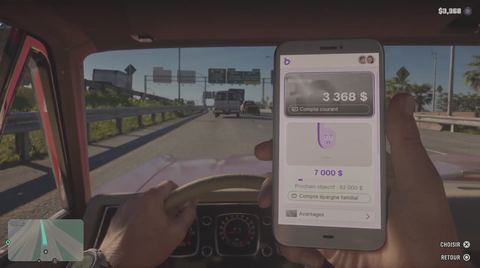 $3,368
b
3 368 $
Compte courant
7 000 $
Prochain objectif : 62 000 $
Compte épargne familial
Avantages
CHOISIR
RETOUR